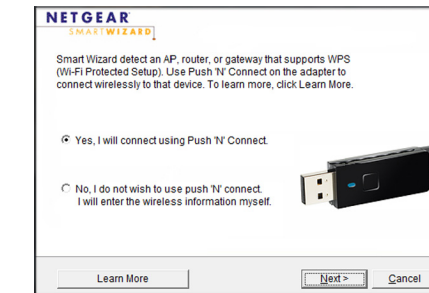 NETGEAR
SMARTWIZARD
Smart Wizard detect an AP, router, or gateway that supports WPS
(Wi-Fi Protected Setup). Use Push 'N' Connect on the adapter to
connect wirelessly to that device. To learn more, click Learn More.
Yes, I will connect using Push 'N' Connect.
No, I do not wish to use push 'N' connect.
I will enter the wireless information myself.
Learn More
Next >
Cancel